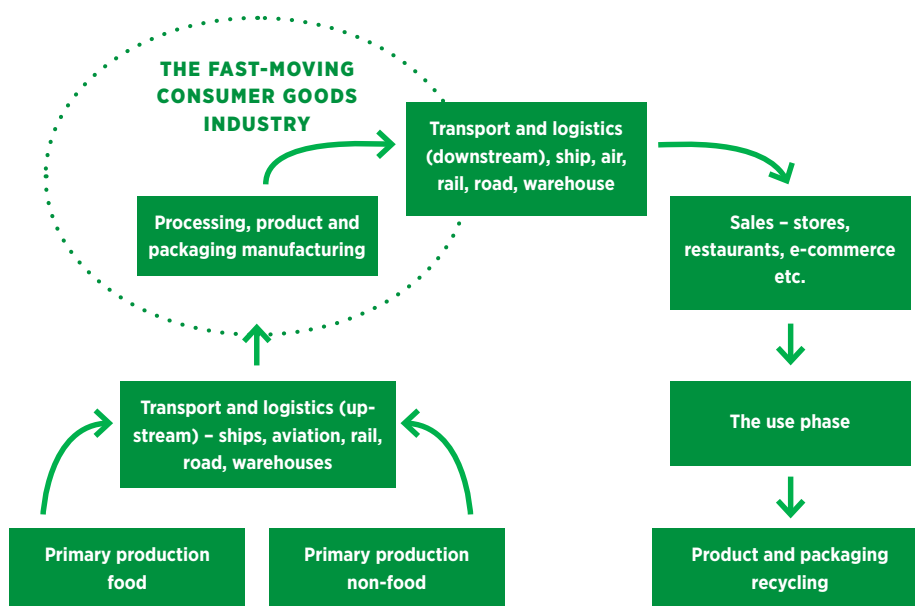 THE FAST-MOVING
CONSUMER GOODS
INDUSTRY
Transport and logistics
(downstream), ship, air,
rail, road, warehouse
Processing, product and
packaging manufacturing
Sales – stores,
restaurants, e-commerce
etc.
Transport and logistics (up-
stream) – ships, aviation, rail,
road, warehouses
The use phase
Primary production
food
Primary production
non-food
Product and packaging
recycling